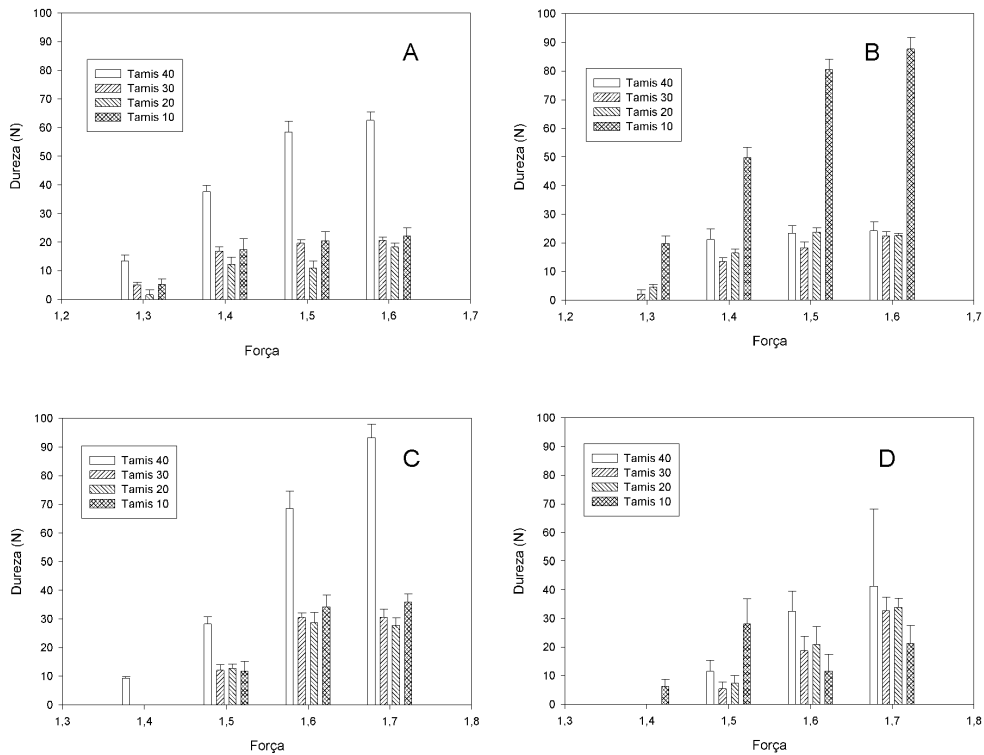 A
Dureza (N)
100
90
80
70
60
50
40
30
20
10
0
Tamis 40
Tamis 30
Tamis 20
Tamis 10
1,2 1,3 1,4 1,5 1,6 1,7
Força
B
Dureza (N)
100
90
80
70
60
50
40
30
20
10
0
Tamis 40
Tamis 30
Tamis 20
Tamis 10
1,2 1,3 1,4 1,5 1,6 1,7
Força
C
Dureza (N)
100
90
80
70
60
50
40
30
20
10
0
Tamis 40
Tamis 30
Tamis 20
Tamis 10
1,3 1,4 1,5 1,6 1,7 1,8
Força
D
Dureza (N)
100
90
80
70
60
50
40
30
20
10
0
Tamis 40
Tamis 30
Tamis 20
Tamis 10
1,3 1,4 1,5 1,6 1,7 1,8
Força